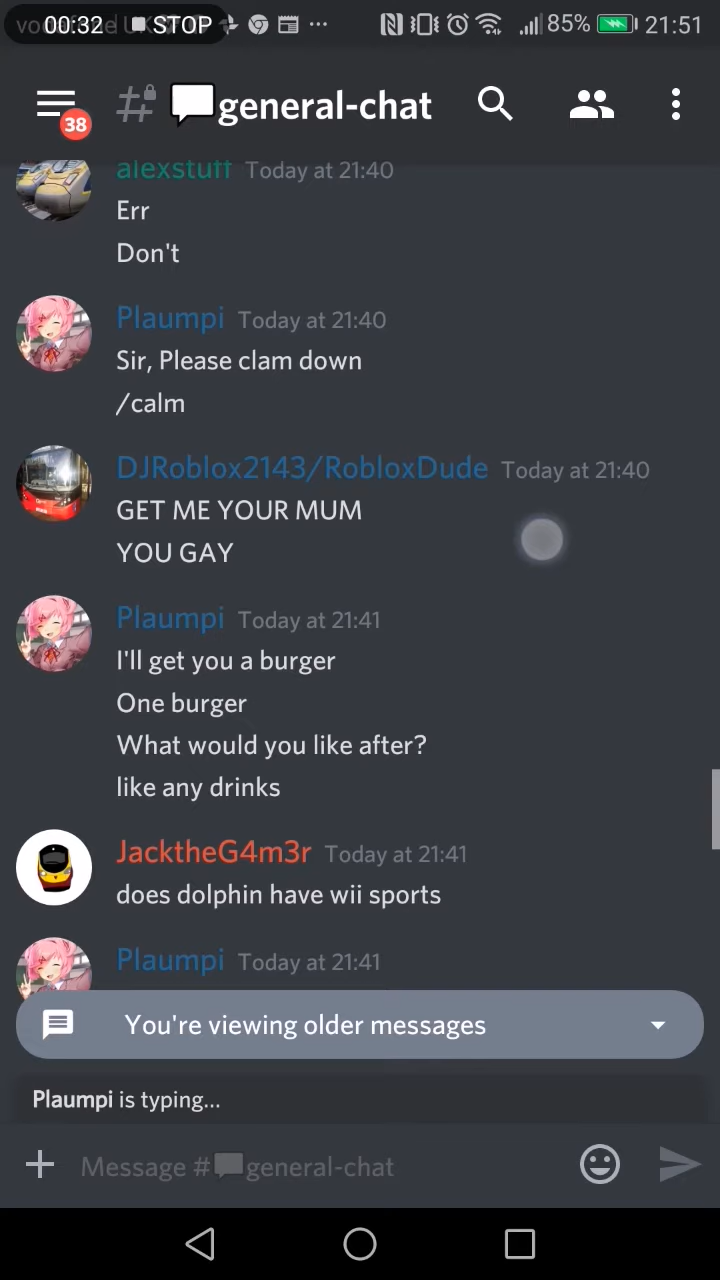 00:32 STOP 85% 21:51
38 # general-chat
alexstuff Today at 21:40
Err
Don't
Plaumpi Today at 21:40
Sir, Please clam down
/calm
DJRoblox2143/RobloxDude Today at 21:40
GET ME YOUR MUM
YOU GAY
Plaumpi Today at 21:41
I'll get you a burger
One burger
What would you like after?
like any drinks
JacktheG4m3r Today at 21:41
does dolphin have wii sports
Plaumpi Today at 21:41
You're viewing older messages
Plaumpi is typing...
Message #general-chat